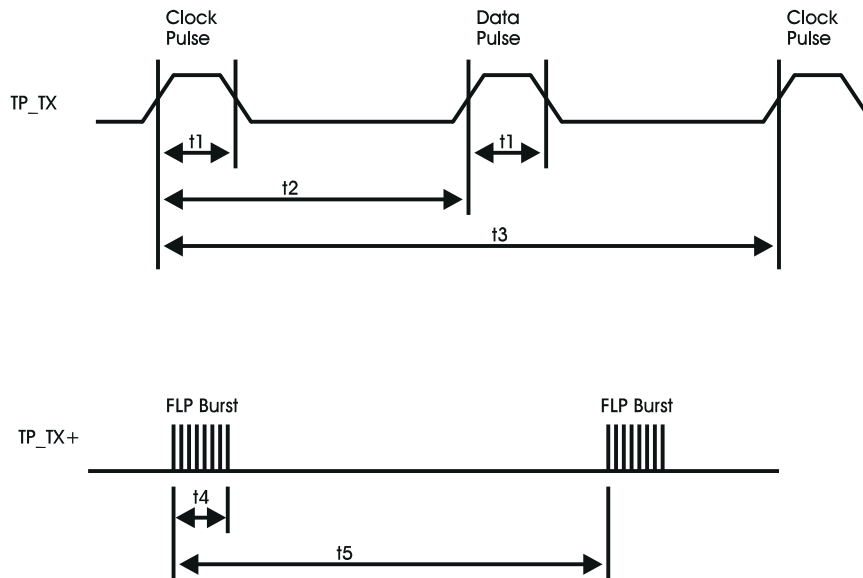 Clock
Pulse
Data
Pulse
Clock
Pulse
TP_TX
t1
t1
t2
t3
FLP Burst
FLP Burst
TP_TX+
t4
t5